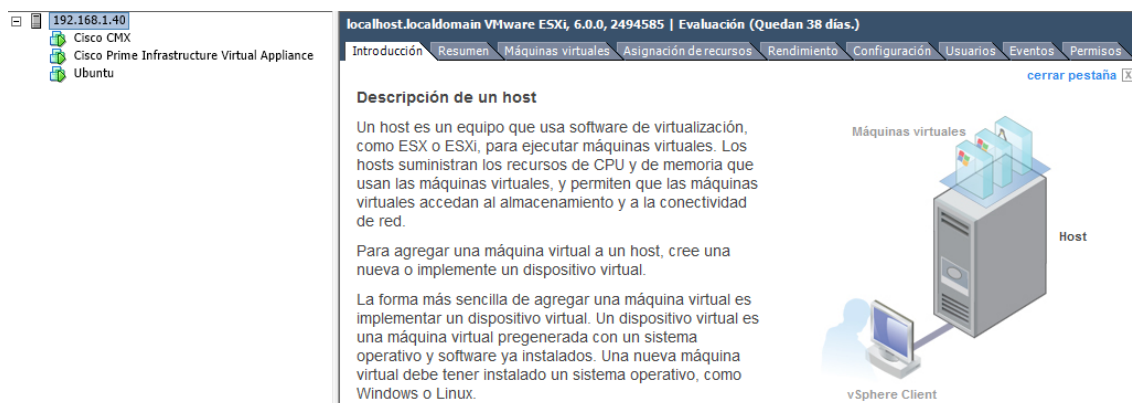 192.168.1.40
Cisco CMX
Cisco Prime Infrastructure Virtual Appliance
Ubuntu
localhost.localdomain VMware ESXi, 6.0.0, 2494585 | Evaluación (Quedan 38 días.)
Introducción Resumen Máquinas virtuales Asignación de recursos Rendimiento Configuración Usuarios Eventos Permisos
cerrar pestaña X
Descripción de un host
Un host es un equipo que usa software de virtualización,
como ESX o ESXi, para ejecutar máquinas virtuales. Los
hosts suministran los recursos de CPU y de memoria que
usan las máquinas virtuales, y permiten que las máquinas
virtuales accedan al almacenamiento y a la conectividad
de red.
Para agregar una máquina virtual a un host, cree una
nueva o implemente un dispositivo virtual.
La forma más sencilla de agregar una máquina virtual es
implementar un dispositivo virtual. Un dispositivo virtual es
una máquina virtual pregenerada con un sistema
operativo y software ya instalados. Una nueva máquina
virtual debe tener instalado un sistema operativo, como
Windows o Linux.
Máquinas virtuales
Host
vSphere Client